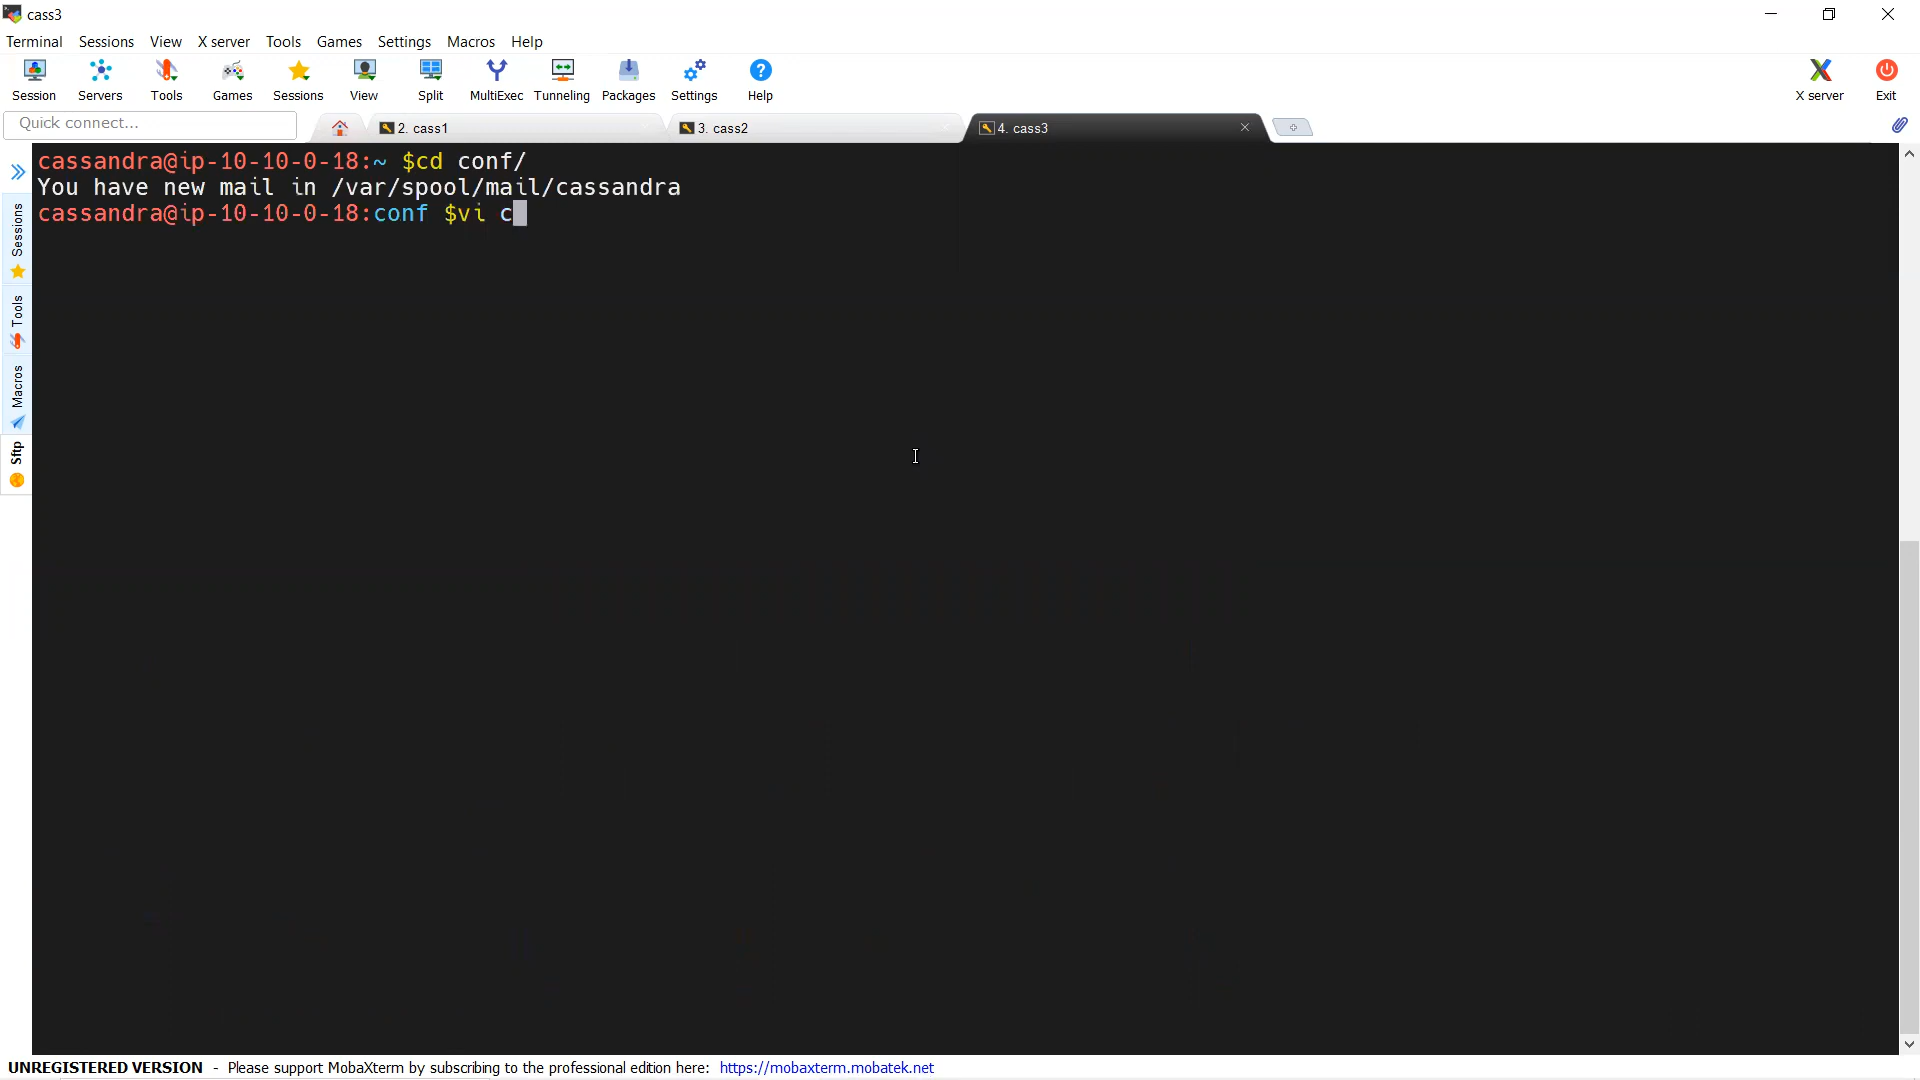 cass3
Terminal Sessions View X server Tools Games Settings Macros Help
Session Servers Tools Games Sessions View Split MultiExec Tunneling Packages Settings Help X server Exit
Quick connect... 2. cass1 3. cass2 4. cass3
cassandra@ip-10-10-0-18:~ $cd conf/
You have new mail in /var/spool/mail/cassandra
cassandra@ip-10-10-0-18:conf $vi c
Sessions
Tools
Macros
Sftp
UNREGISTERED VERSION - Please support MobaXterm by subscribing to the professional edition here: https://mobaxterm.mobatek.net